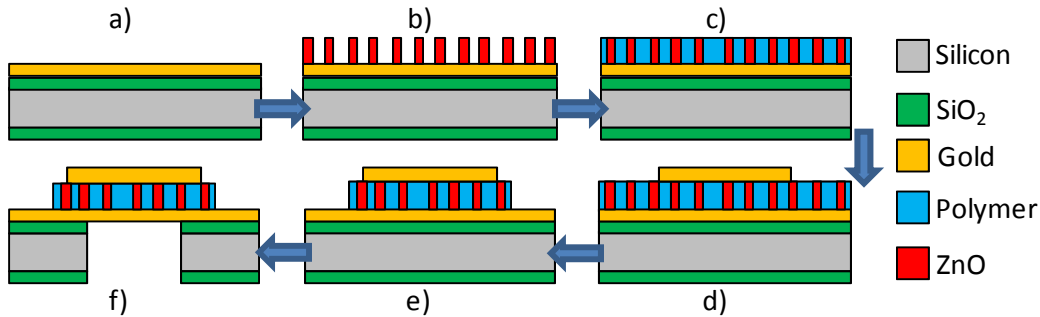 a)
b)
c)
Silicon
SiO₂
Gold
Polymer
ZnO
f)
e)
d)